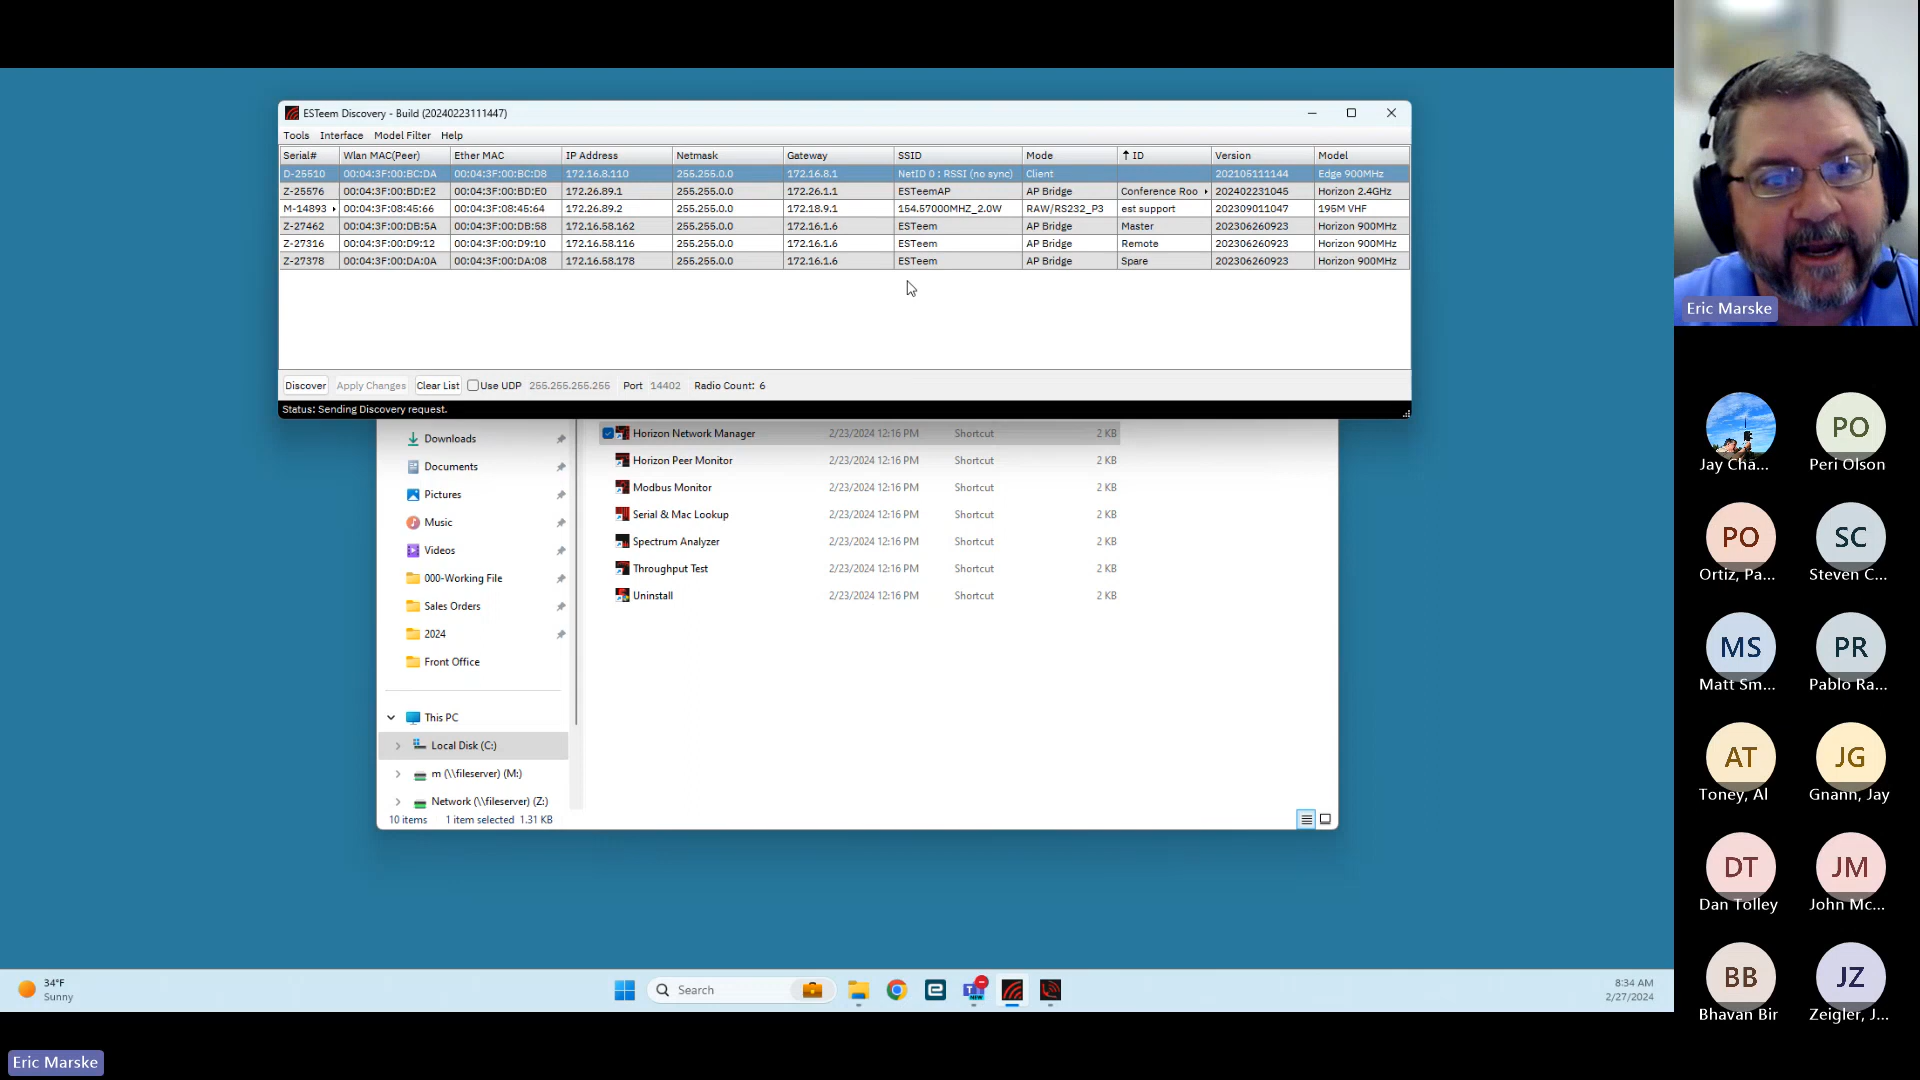 ESTeem Discovery - Build (20240223111447)
Tools Interface Model Filter Help
Serial# Wlan MAC(Peer) Ether MAC IP Address Netmask Gateway SSID Mode ↑ ID Version Model
D-25510 00:04:3F:00:BC:DA 00:04:3F:00:BC:D8 172.16.8.110 255.255.0.0 172.16.8.1 NetID 0 : RSSI (no sync) Client 202105111144 Edge 900MHz
Z-25576 00:04:3F:00:BD:E2 00:04:3F:00:BD:E0 172.26.89.1 255.255.0.0 172.26.1.1 ESTeemAP AP Bridge Conference Roo 202402231045 Horizon 2.4GHz
M-14893 00:04:3F:08:45:66 00:04:3F:08:45:64 172.26.89.2 255.255.0.0 172.18.9.1 154.57000MHZ_2.0W RAW/RS232_P3 est support 202309011047 195M VHF
Z-27462 00:04:3F:00:DB:5A 00:04:3F:00:DB:58 172.16.58.162 255.255.0.0 172.16.1.6 ESTeem AP Bridge Master 202306260923 Horizon 900MHz
Z-27316 00:04:3F:00:D9:12 00:04:3F:00:D9:10 172.16.58.116 255.255.0.0 172.16.1.6 ESTeem AP Bridge Remote 202306260923 Horizon 900MHz
Z-27378 00:04:3F:00:DA:0A 00:04:3F:00:DA:08 172.16.58.178 255.255.0.0 172.16.1.6 ESTeem AP Bridge Spare 202306260923 Horizon 900MHz
Discover Apply Changes Clear List Use UDP 255.255.255.255 Port 14402 Radio Count: 6
Status: Sending Discovery request.
Downloads
Documents
Pictures
Music
Videos
000-Working File
Sales Orders
2024
Front Office
This PC
Local Disk (C:)
m (\\fileserver) (M:)
Network (\\fileserver) (Z:)
Horizon Network Manager 2/23/2024 12:16 PM Shortcut 2 KB
Horizon Peer Monitor 2/23/2024 12:16 PM Shortcut 2 KB
Modbus Monitor 2/23/2024 12:16 PM Shortcut 2 KB
Serial & Mac Lookup 2/23/2024 12:16 PM Shortcut 2 KB
Spectrum Analyzer 2/23/2024 12:16 PM Shortcut 2 KB
Throughput Test 2/23/2024 12:16 PM Shortcut 2 KB
Uninstall 2/23/2024 12:16 PM Shortcut 2 KB
10 items 1 item selected 1.31 KB
34°F
Sunny
Search
NEW
8:34 AM
2/27/2024
Eric Marske
Eric Marske
Jay Cha...
PO
Peri Olson
PO
Ortiz, Pa...
SC
Steven C...
MS
Matt Sm...
PR
Pablo Ra...
AT
Toney, Al
JG
Gnann, Jay
DT
Dan Tolley
JM
John Mc...
BB
Bhavan Bir
JZ
Zeigler, J...